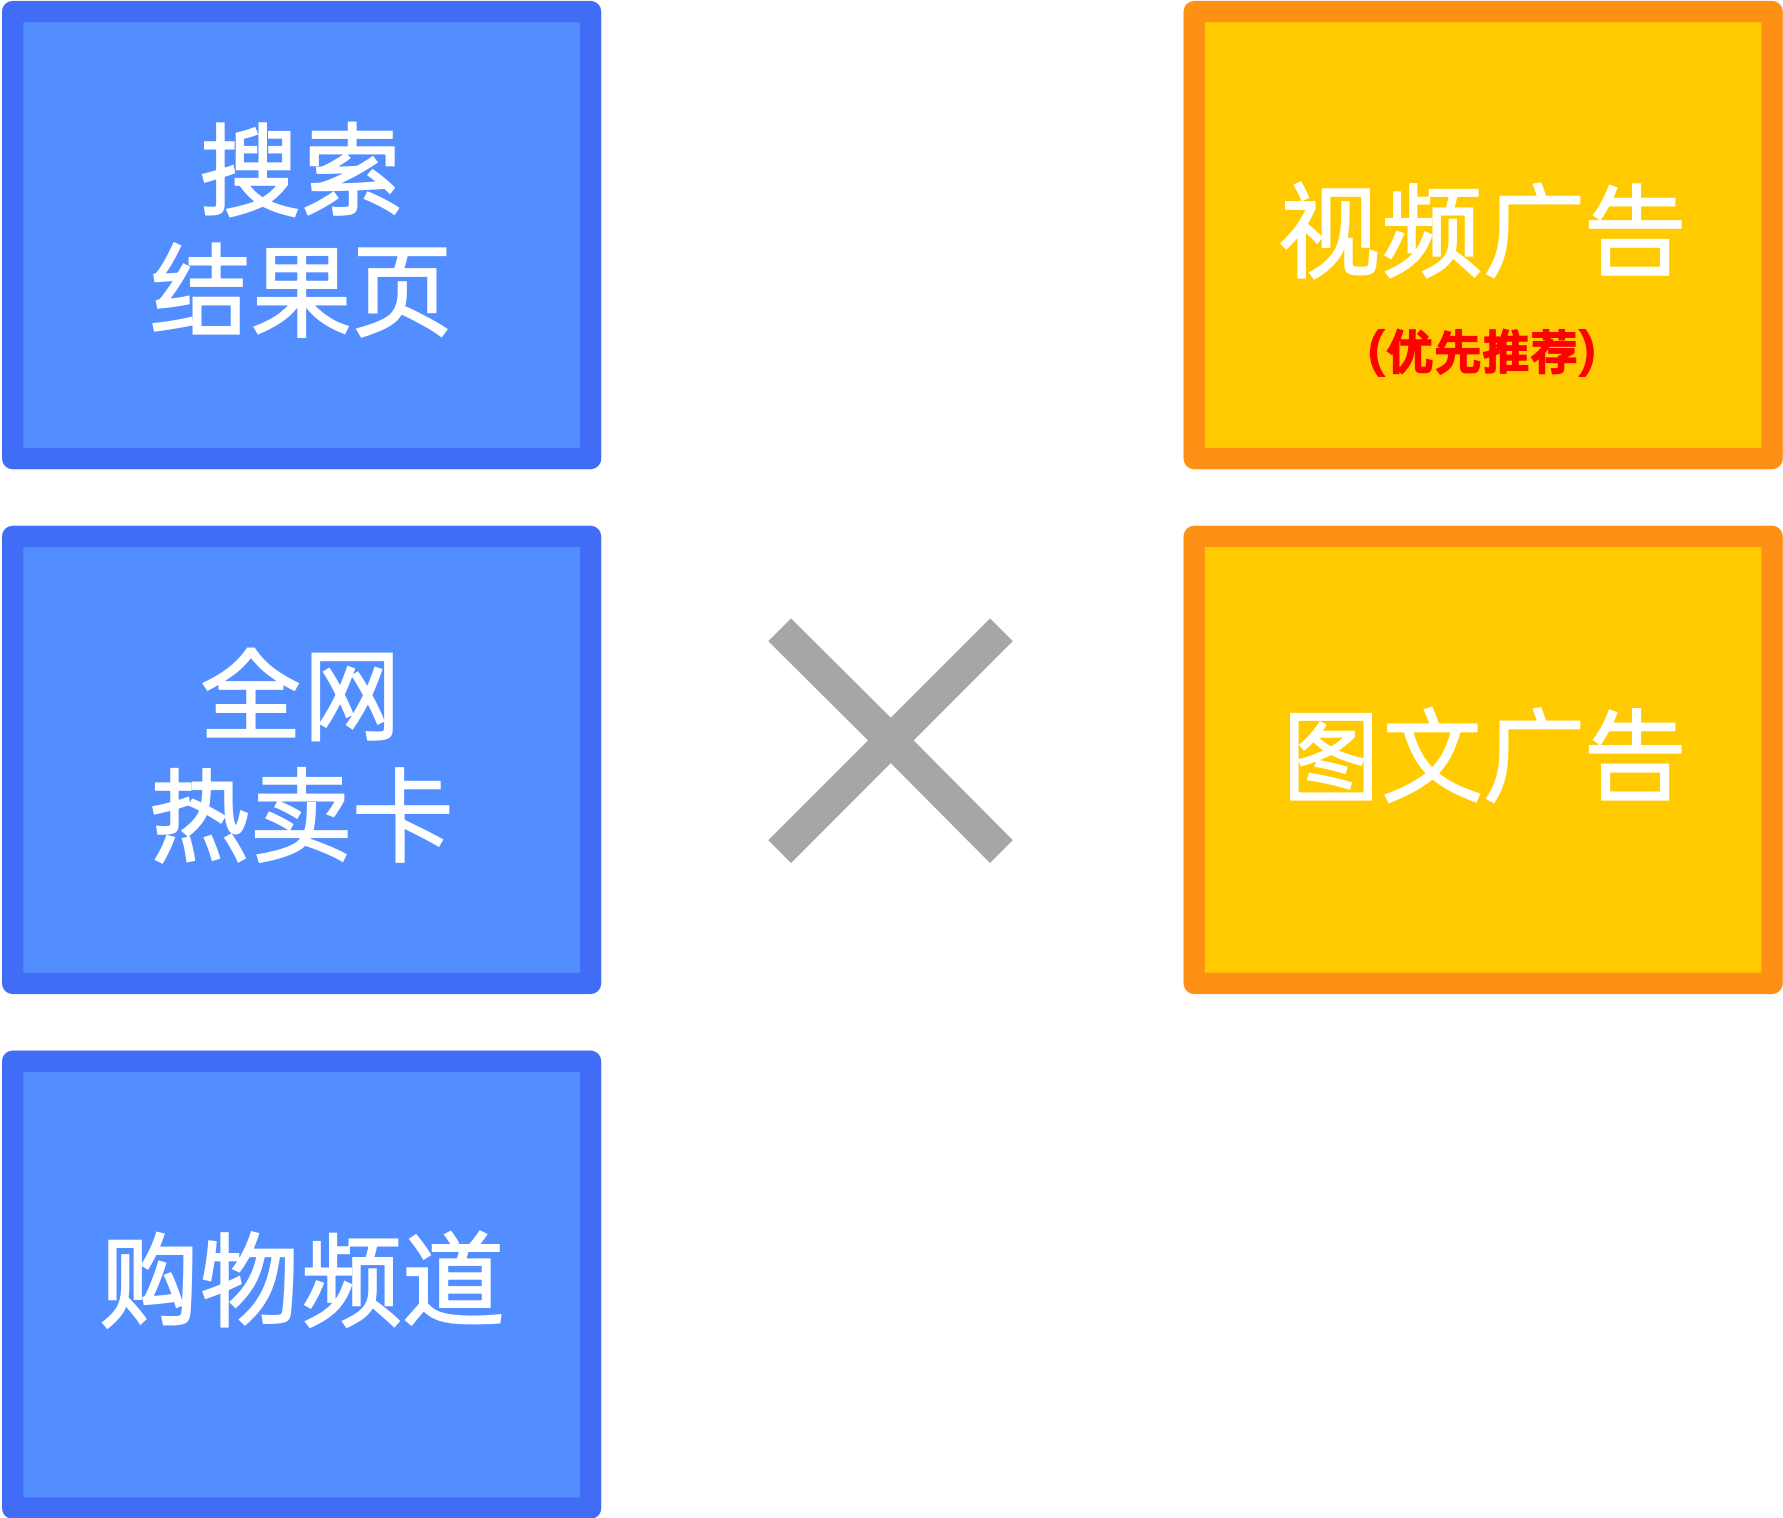 搜索
结果页
视频广告
(优先推荐)
全网
热卖卡
图文广告
购物频道